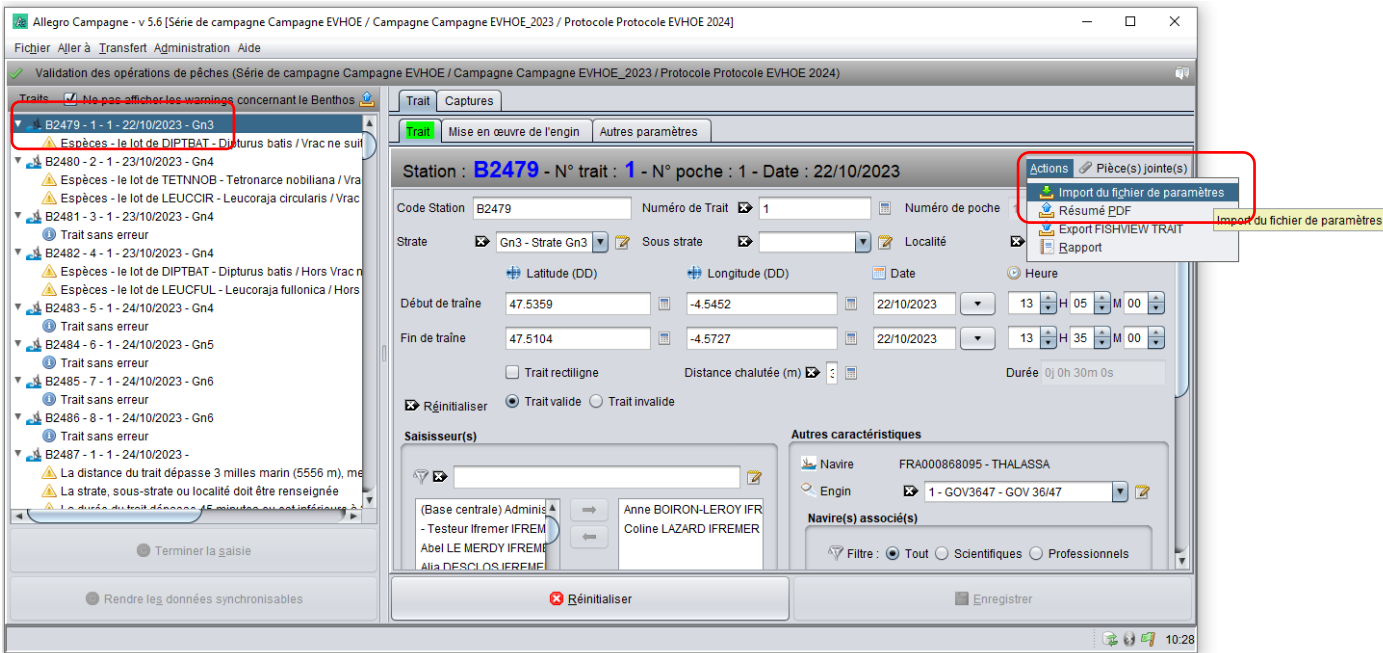 Allegro Campagne - v 5.6 [Série de campagne Campagne EVHOE / Campagne Campagne EVHOE_2023 / Protocole Protocole EVHOE 2024]
Fichier Aller à Transfert Administration Aide
Validation des opérations de pêches (Série de campagne Campagne EVHOE / Campagne Campagne EVHOE_2023 / Protocole Protocole EVHOE 2024)
Traits Ne pas afficher les warnings concernant le Benthos
B2479 - 1 - 1 - 22/10/2023 - Gn3
Espèces - le lot de DIPTBAT - Dipturus batis / Vrac ne suit
B2480 - 2 - 1 - 23/10/2023 - Gn4
Espèces - le lot de TETNNOB - Tetronarce nobiliana / Vra
Espèces - le lot de LEUCCIR - Leucoraja circularis / Vrac
B2481 - 3 - 1 - 23/10/2023 - Gn4
Trait sans erreur
B2482 - 4 - 1 - 23/10/2023 - Gn4
Espèces - le lot de DIPTBAT - Dipturus batis / Hors Vrac n
Espèces - le lot de LEUCFUL - Leucoraja fullonica / Hors
B2483 - 5 - 1 - 24/10/2023 - Gn4
Trait sans erreur
B2484 - 6 - 1 - 24/10/2023 - Gn5
Trait sans erreur
B2485 - 7 - 1 - 24/10/2023 - Gn6
Trait sans erreur
B2486 - 8 - 1 - 24/10/2023 - Gn6
Trait sans erreur
B2487 - 1 - 1 - 24/10/2023 -
La distance du trait dépasse 3 milles marin (5556 m), me
La strate, sous-strate ou localité doit être renseignée
La durée du trait dépasse 45 minutes ou est inférieure à
Terminer la saisie
Rendre les données synchronisables
Trait Captures
Trait Mise en œuvre de l'engin Autres paramètres
Station : B2479 - N° trait : 1 - N° poche : 1 - Date : 22/10/2023
Actions Pièce(s) jointe(s)
Import du fichier de paramètres
Résumé PDF
Export FISHVIEW TRAIT
Rapport
Import du fichier de paramètres
Code Station B2479 Numéro de Trait 1 Numéro de poche
Strate Gn3 - Strate Gn3 Sous strate Localité
Latitude (DD) Longitude (DD) Date Heure
Début de traîne 47.5359 -4.5452 22/10/2023 13 H 05 M 00
Fin de traîne 47.5104 -4.5727 22/10/2023 13 H 35 M 00
Trait rectiligne Distance chalutée (m) Durée 0j 0h 30m 0s
Réinitialiser Trait valide Trait invalide
Saisisseur(s)
(Base centrale) Adminis
- Testeur Ifremer IFREM
Abel LE MERDY IFREME
Alia DESCLOS IFREME
Anne BOIRON-LEROY IFR
Coline LAZARD IFREMER
Autres caractéristiques
Navire FRA000868095 - THALASSA
Engin 1 - GOV3647 - GOV 36/47
Navire(s) associé(s)
Filtre : Tout Scientifiques Professionnels
Réinitialiser Enregistrer
10:28